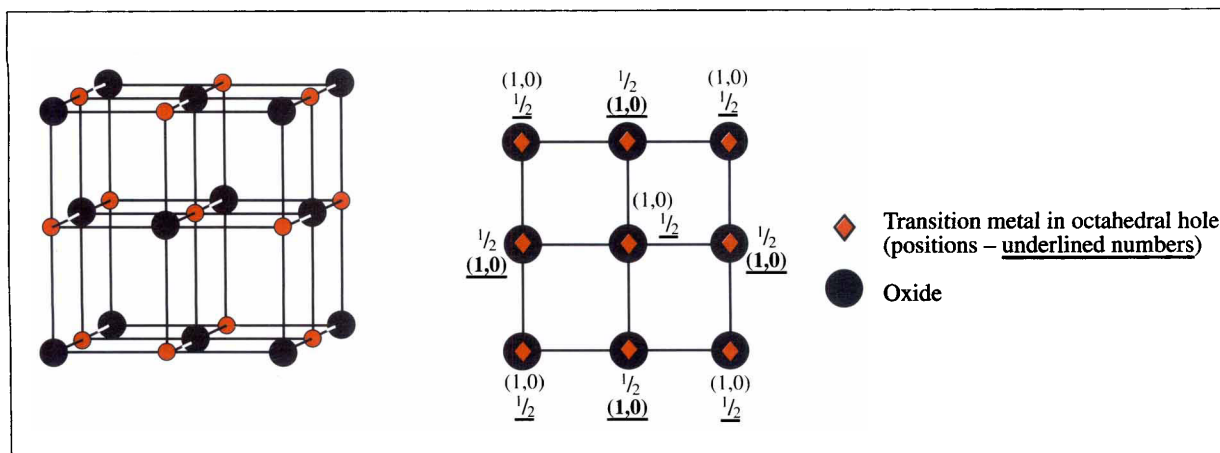 (1,0) 1/2 (1,0)
1/2 (1,0) 1/2
(1,0)
1/2
1/2 1/2
(1,0) (1,0)
Transition metal in octahedral hole
(positions – underlined numbers)
Oxide
(1,0) 1/2 (1,0)
1/2 (1,0) 1/2